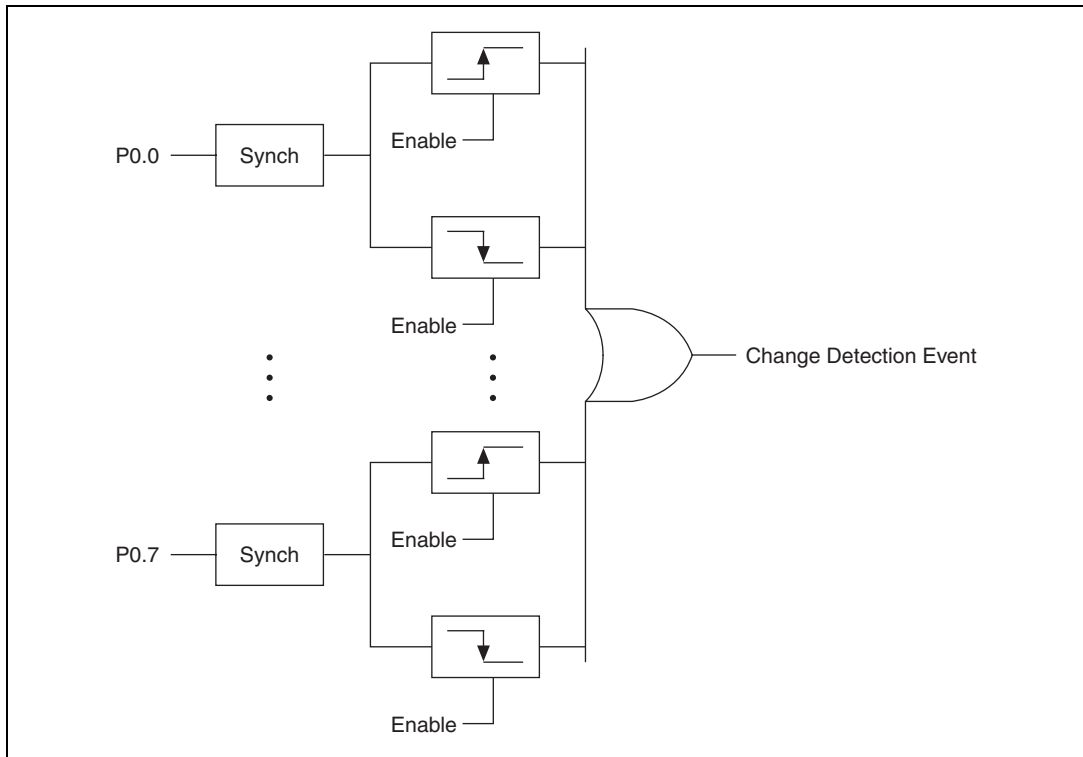 Enable
P0.0
Synch
Enable
Change Detection Event
Enable
P0.7
Synch
Enable